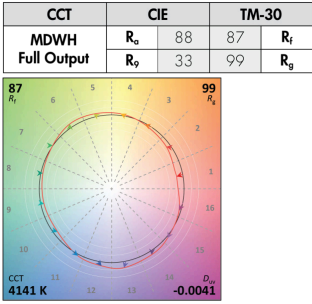 CCT CIE TM-30
MDWH Full Output Ra 88 87 Rf
R9 33 99 Rg
87 99
Rf Rg
5 4
6 3
7 2
8 1
9 16
10 15
11 12 13 14
CCT Duv
4141 K -0.0041